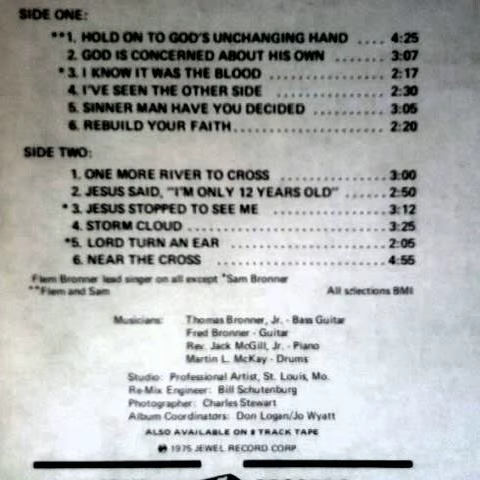 SIDE ONE:
**1. HOLD ON TO GOD'S UNCHANGING HAND .... 4:25
2. GOD IS CONCERNED ABOUT HIS OWN ........ 3:07
*3. I KNOW IT WAS THE BLOOD ............... 2:17
4. I'VE SEEN THE OTHER SIDE ............... 2:30
5. SINNER MAN HAVE YOU DECIDED .......... 3:05
6. REBUILD YOUR FAITH..................... 2:20
SIDE TWO:
1. ONE MORE RIVER TO CROSS .............. 3:00
2. JESUS SAID, "I'M ONLY 12 YEARS OLD" ...... 2:50
*3. JESUS STOPPED TO SEE ME ................ 3:12
4. STORM CLOUD ........................... 3:25
*5. LORD TURN AN EAR ...................... 2:05
6. NEAR THE CROSS ........................ 4:55
Flem Bronner lead singer on all except *Sam Bronner
**Flem and Sam All selections BMI
Musicians: Thomas Bronner, Jr. - Bass Guitar
Fred Bronner - Guitar
Rev. Jack McGill, Jr. - Piano
Martin L. McKay - Drums
Studio: Professional Artist, St. Louis, Mo.
Re-Mix Engineer: Bill Schutenburg
Photographer: Charles Stewart
Album Coordinators: Don Logan/Jo Wyatt
ALSO AVAILABLE ON 8 TRACK TAPE
℗ 1975 JEWEL RECORD CORP.